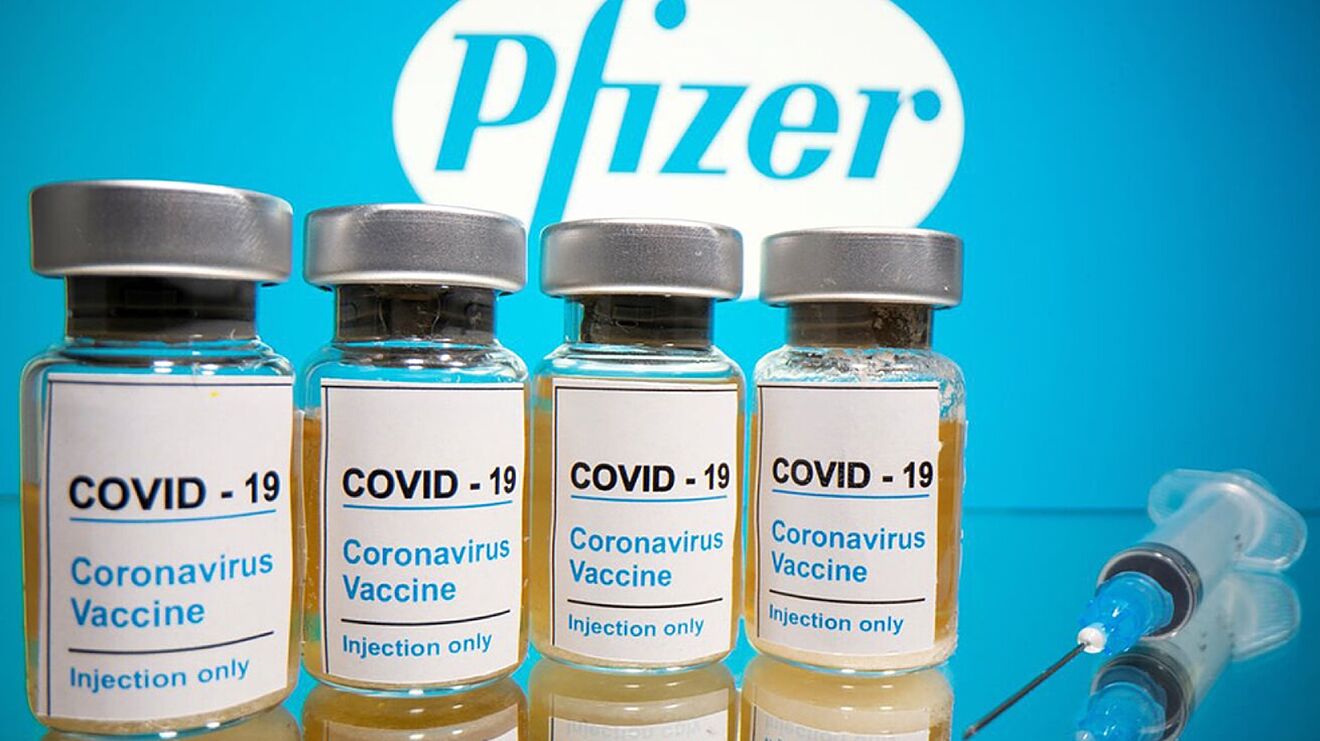 Pfizer
COVID - 19
Coronavirus
Vaccine
Injection only
COVID - 19
Coronavirus
Vaccine
Injection only
COVID - 19
Coronavirus
Vaccine
Injection only
COVID - 19
Coronavirus
Vaccine
Injection only